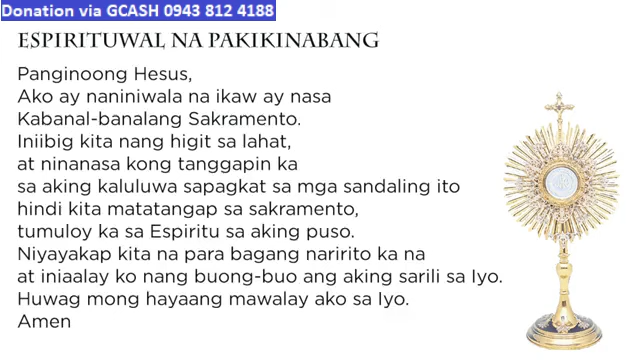 Donation via GCASH 0943 812 4188
ESPIRITUWAL NA PAKIKINABANG
Panginoong Hesus,
Ako ay naniniwala na ikaw ay nasa
Kabanal-banalang Sakramento.
Iniibig kita nang higit sa lahat,
at ninanasa kong tanggapin ka
sa aking kaluluwa sapagkat sa mga sandaling ito
hindi kita matatangap sa sakramento,
tumuloy ka sa Espiritu sa aking puso.
Niyayakap kita na para bagang naririto ka na
at iniaalay ko nang buong-buo ang aking sarili sa Iyo.
Huwag mong hayaang mawalay ako sa Iyo.
Amen